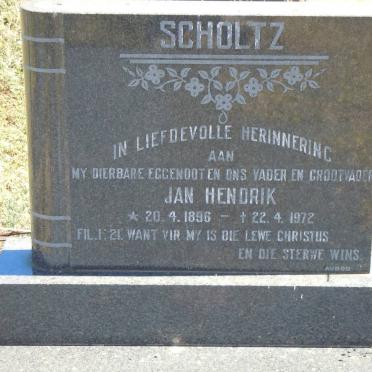 SCHOLTZ
IN LIEFDEVOLLE HERINNERING
AAN
MY DIERBARE EGGENOOT EN ONS VADER EN GROOTVADER
JAN HENDRIK
★ 20. 4. 1896 – † 22. 4. 1972
FIL. 1: 21. WANT VIR MY IS DIE LEWE CHRISTUS
EN DIE STERWE WINS.